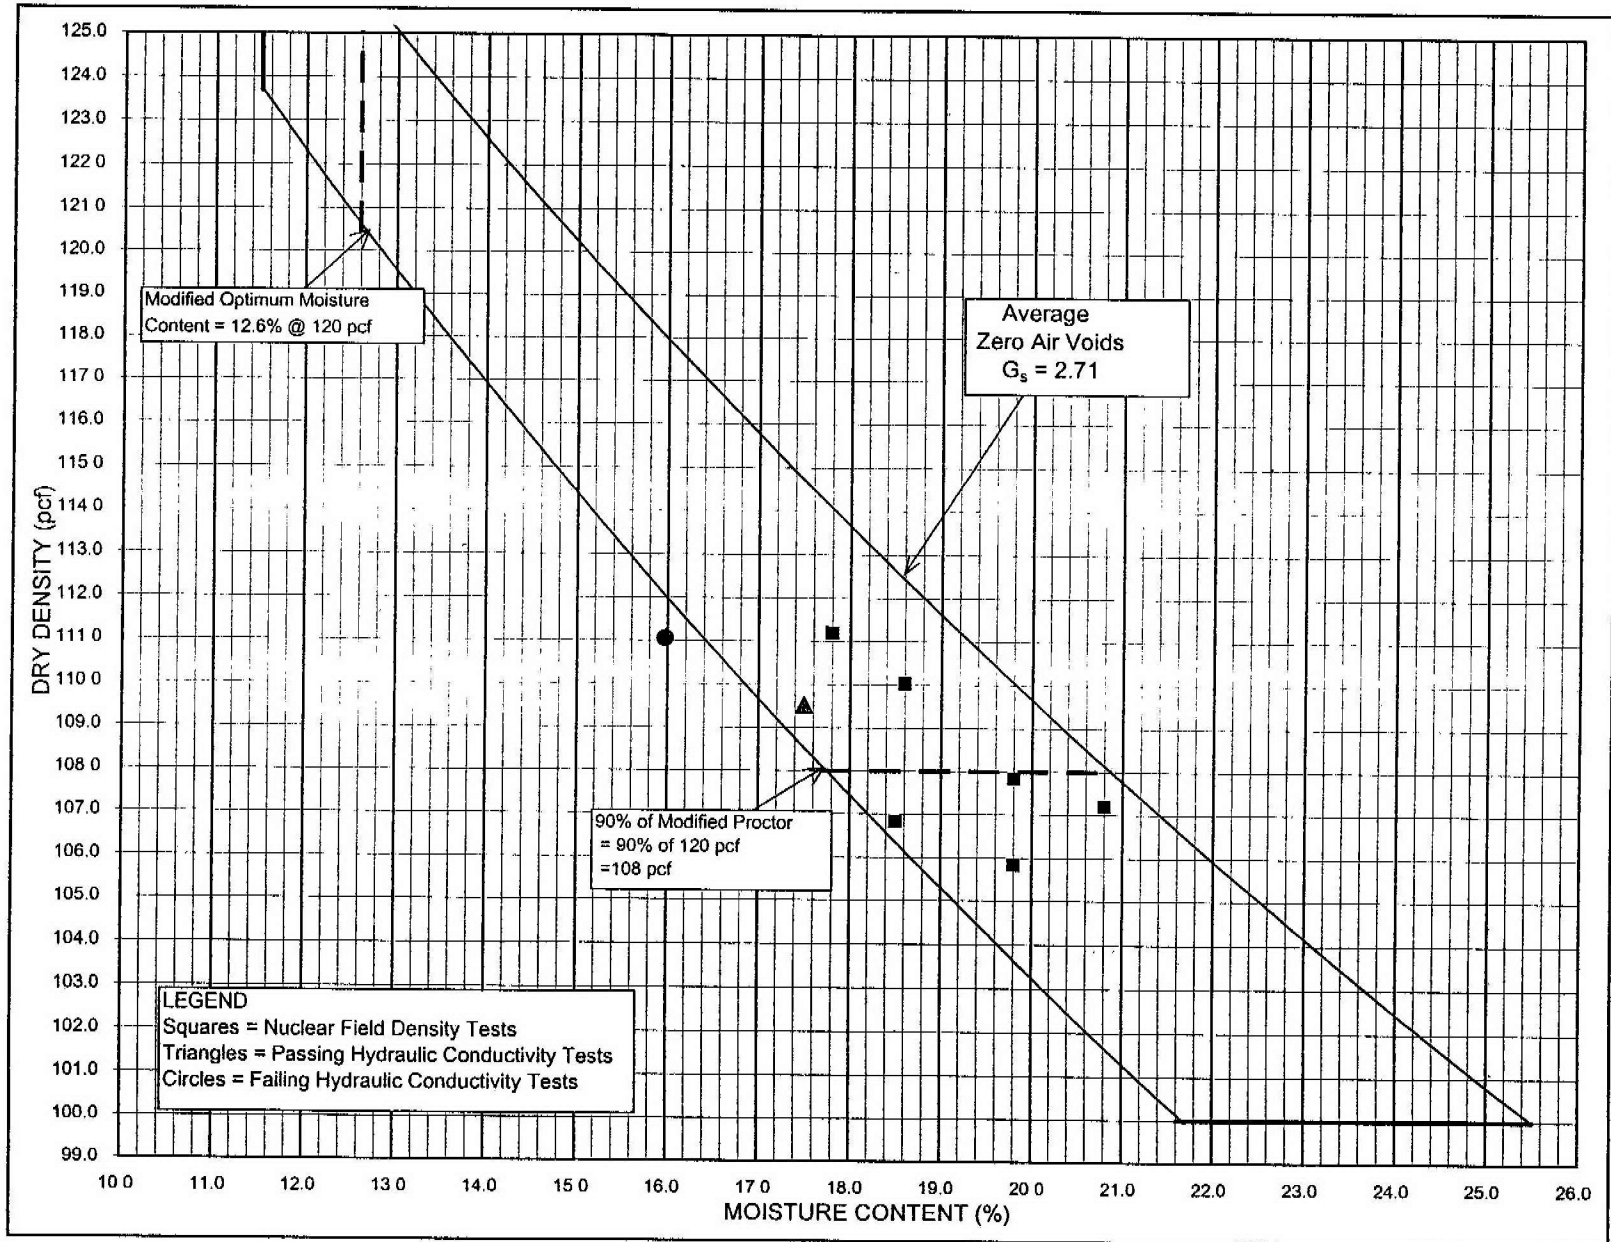 125.0
124.0
123.0
122.0
121.0
120.0
119.0
118.0
117.0
116.0
115 0
114 0
113.0
112.0
111 0
110 0
109.0
108 0
107.0
106.0
105.0
104 0
103.0
102.0
101.0
100.0
99.0
DRY DENSITY (pcf)
Modified Optimum Moisture
Content = 12.6% @ 120 pcf
Average
Zero Air Voids
Gs = 2.71
90% of Modified Proctor
= 90% of 120 pcf
=108 pcf
LEGEND
Squares = Nuclear Field Density Tests
Triangles = Passing Hydraulic Conductivity Tests
Circles = Failing Hydraulic Conductivity Tests
10 0 11.0 12.0 13.0 14.0 15 0 16.0 17 0 18.0 19.0 20 0 21.0 22.0 23.0 24.0 25.0 26.0
MOISTURE CONTENT (%)